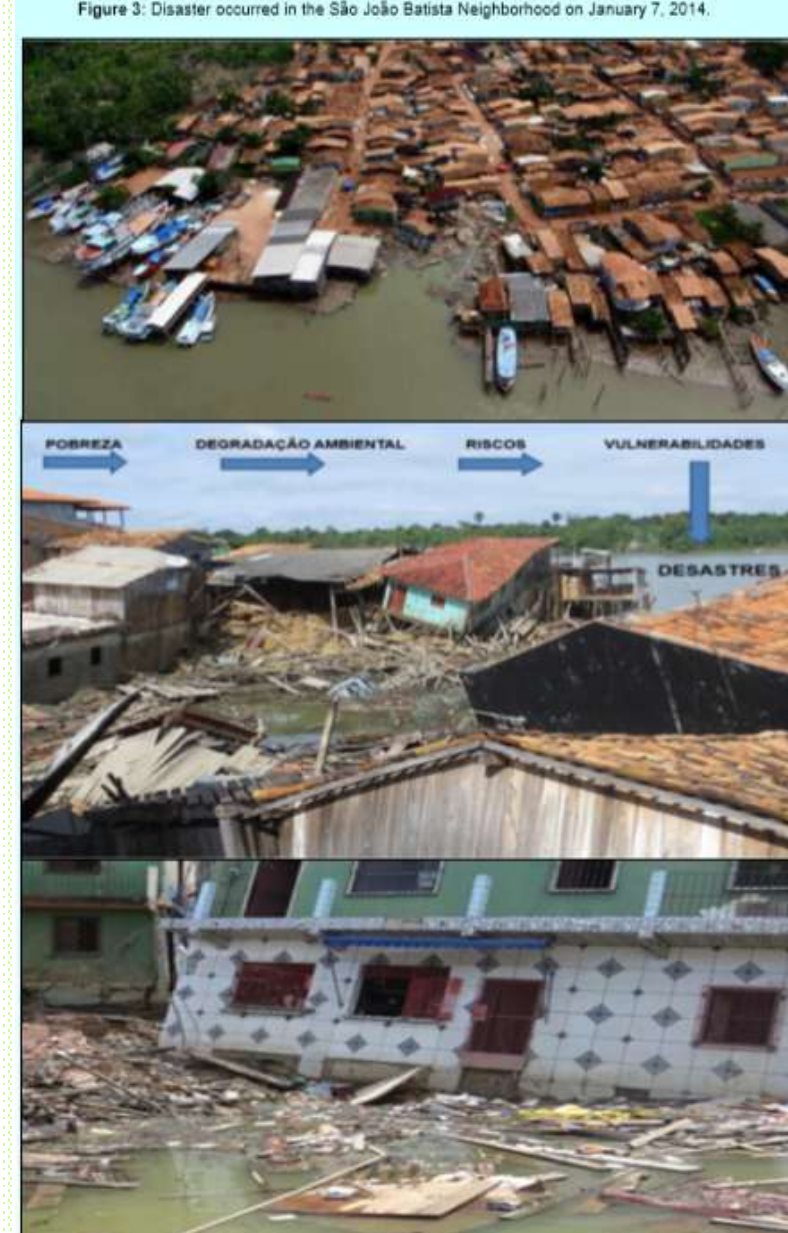 Figure 3: Disaster occurred in the São João Batista Neighborhood on January 7, 2014.
POBREZA DEGRADAÇÃO AMBIENTAL RISCOS VULNERABILIDADES
DESASTRES